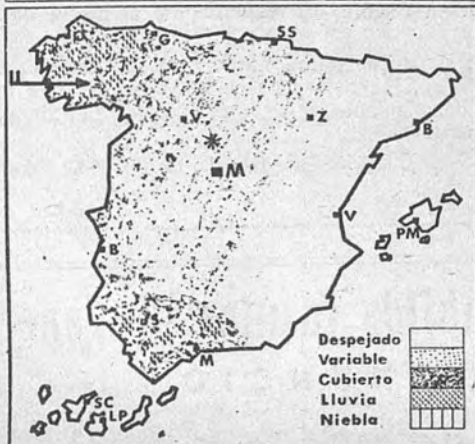 G
SS
V
Z
B
M
V
PM
B
S
M
SC
LP
Despejado
Variable
Cubierto
Lluvia
Niebla